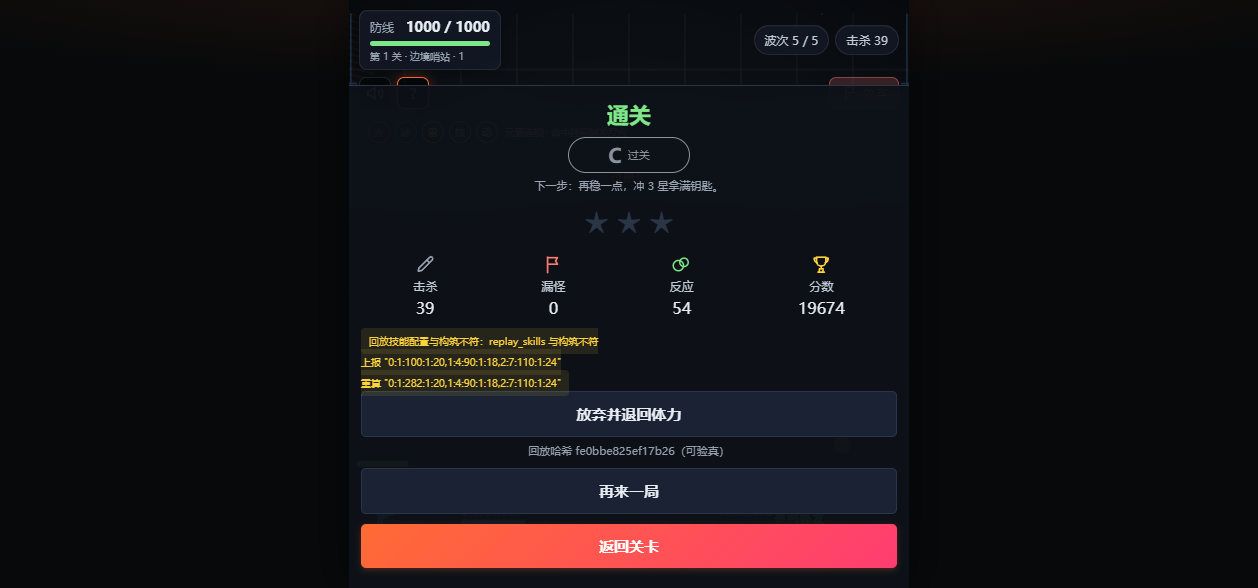 防线 1000 / 1000
第 1 关 · 边境哨站 · 1
波次 5 / 5
击杀 39
通关
C 过关
下一步：再稳一点，冲 3 星拿满钥匙。
击杀 漏怪 反应 分数
39 0 54 19674
回放技能配置与构筑不符：replay_skills 与构筑不符
上报 "0:1:100:1:20,1:4:90:1:18,2:7:110:1:24"
重算 "0:1:282:1:20,1:4:90:1:18,2:7:110:1:24"
放弃并退回体力
回放哈希 fe0bbe825ef17b26（可验真）
再来一局
返回关卡